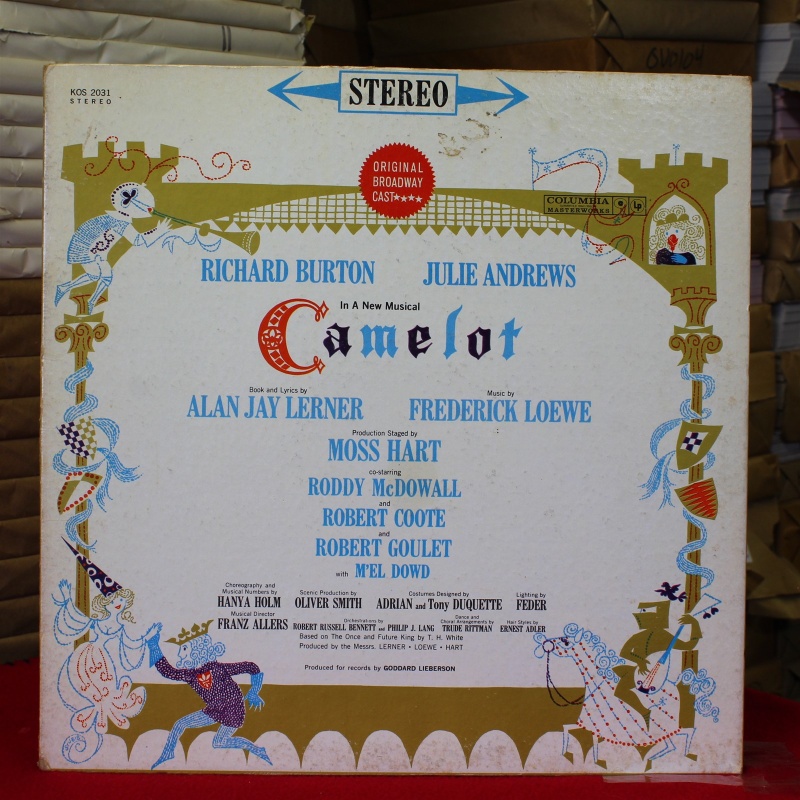 KOS 2031
STEREO
STEREO
ORIGINAL
BROADWAY
CAST★★★★
COLUMBIA
MASTERWORKS
Lp
RICHARD BURTON JULIE ANDREWS
In A New Musical
Camelot
Book and Lyrics by Music by
ALAN JAY LERNER FREDERICK LOEWE
Production Staged by
MOSS HART
co-starring
RODDY McDOWALL
and
ROBERT COOTE
and
ROBERT GOULET
with M'EL DOWD
Choreography and
Musical Numbers by Scenic Production by Costumes Designed by Lighting by
HANYA HOLM OLIVER SMITH ADRIAN and Tony DUQUETTE FEDER
Musical Director Orchestrations by Dance and Choral Arrangements by Hair Styles by
FRANZ ALLERS ROBERT RUSSELL BENNETT and PHILIP J. LANG TRUDE RITTMAN ERNEST ADLER
Based on The Once and Future King by T. H. White
Produced by the Messrs. LERNER • LOEWE • HART
Produced for records by GODDARD LIEBERSON